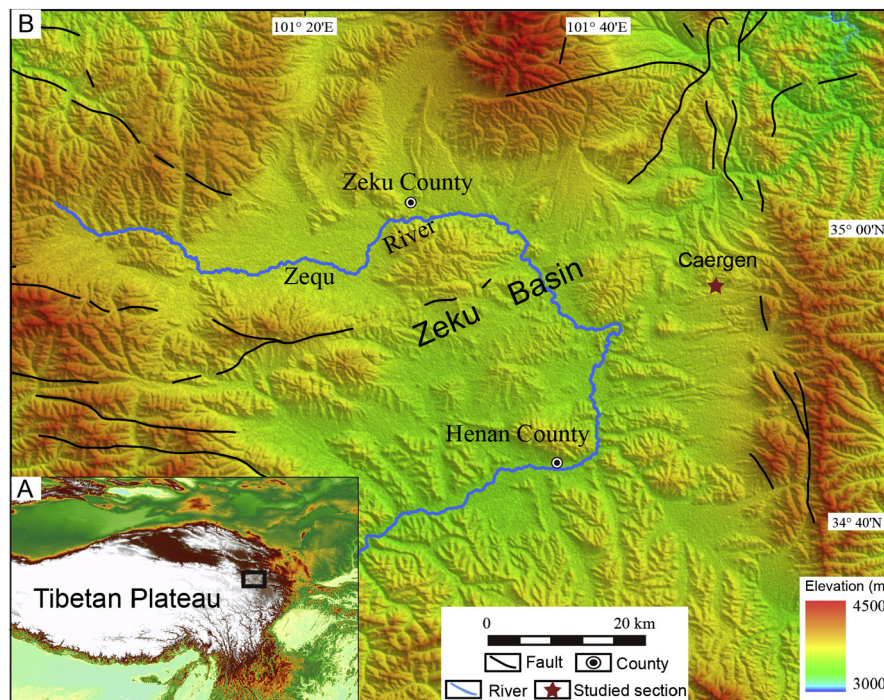 B
101° 20'E
101° 40'E
Zeku County
River
35° 00'N
Zequ
Caergen
Zeku Basin
Henan County
A
34° 40'N
Tibetan Plateau
Elevation (m
4500
3000
0 20 km
Fault County
River Studied section